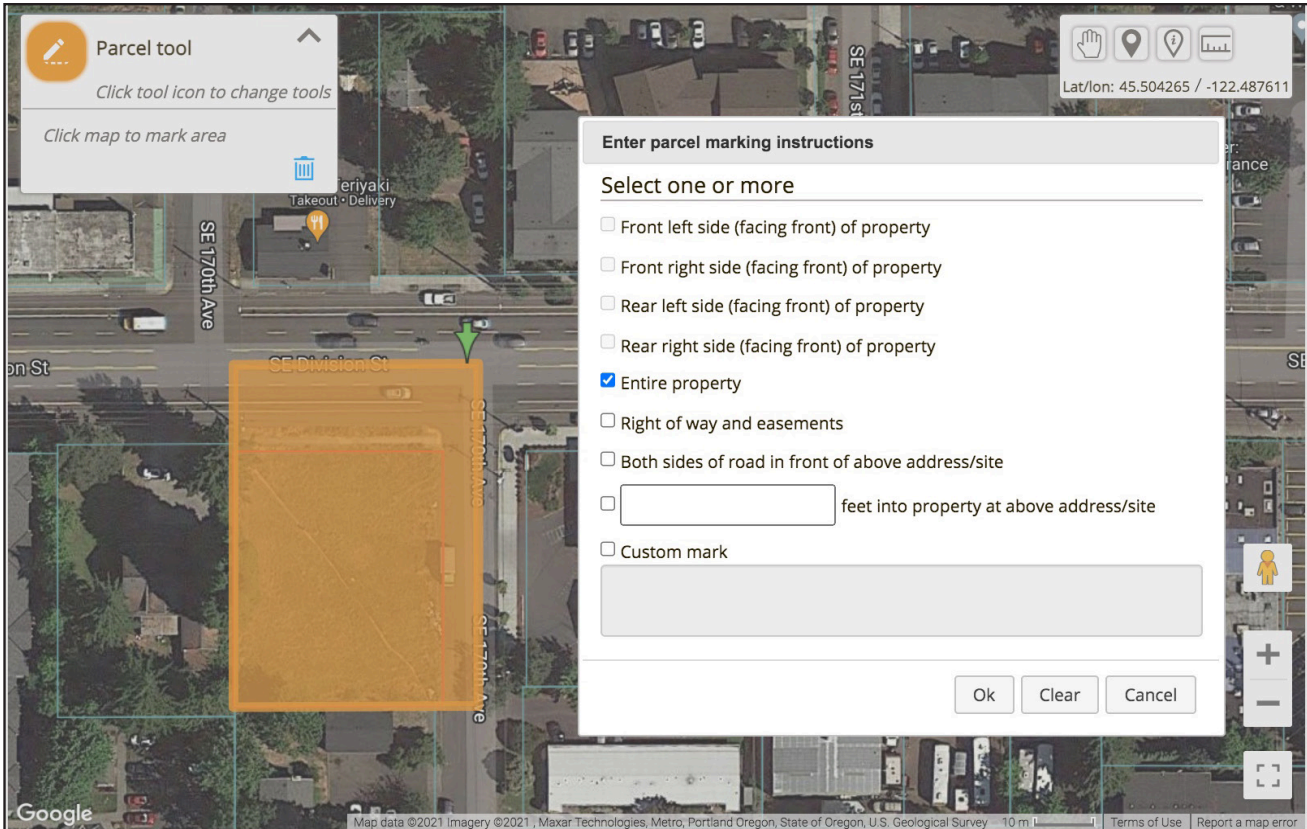 Parcel tool
Click tool icon to change tools
Click map to mark area
Lat/lon: 45.504265 / -122.487611
SE 171st
eriyaki
Takeout • Delivery
er:
rance
SE 170th Ave
on St
SE Division St
SE
SE 170th Ave
SE 170th Ave
Enter parcel marking instructions
Select one or more
Front left side (facing front) of property
Front right side (facing front) of property
Rear left side (facing front) of property
Rear right side (facing front) of property
Entire property
Right of way and easements
Both sides of road in front of above address/site
feet into property at above address/site
Custom mark
Ok
Clear
Cancel
Google
Map data ©2021 Imagery ©2021 , Maxar Technologies, Metro, Portland Oregon, State of Oregon, U.S. Geological Survey
10 m
Terms of Use
Report a map error